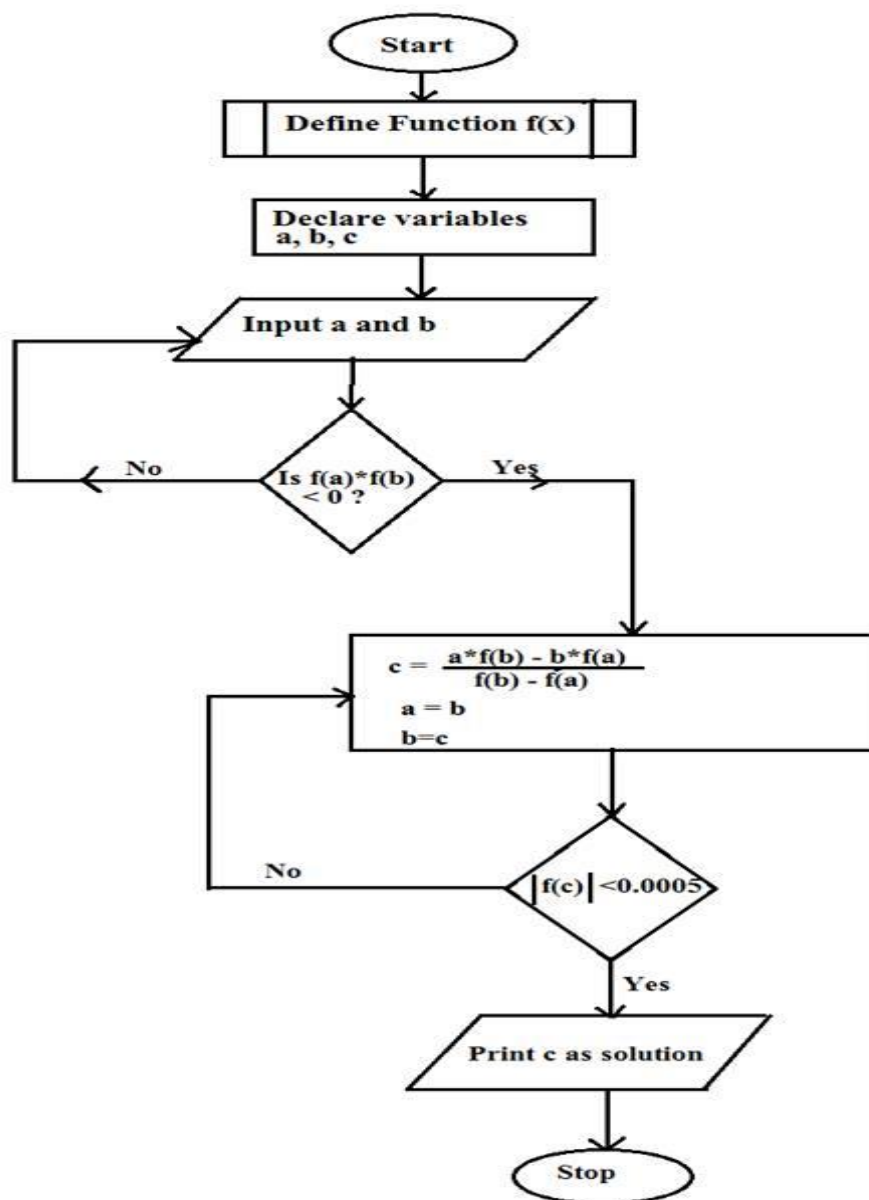 Start
Define Function f(x)
Declare variables
a, b, c
Input a and b
No
Is f(a)*f(b)
< 0 ?
Yes
c = a*f(b) - b*f(a)
f(b) - f(a)
a = b
b=c
No
|f(c)| <0.0005
Yes
Print c as solution
Stop